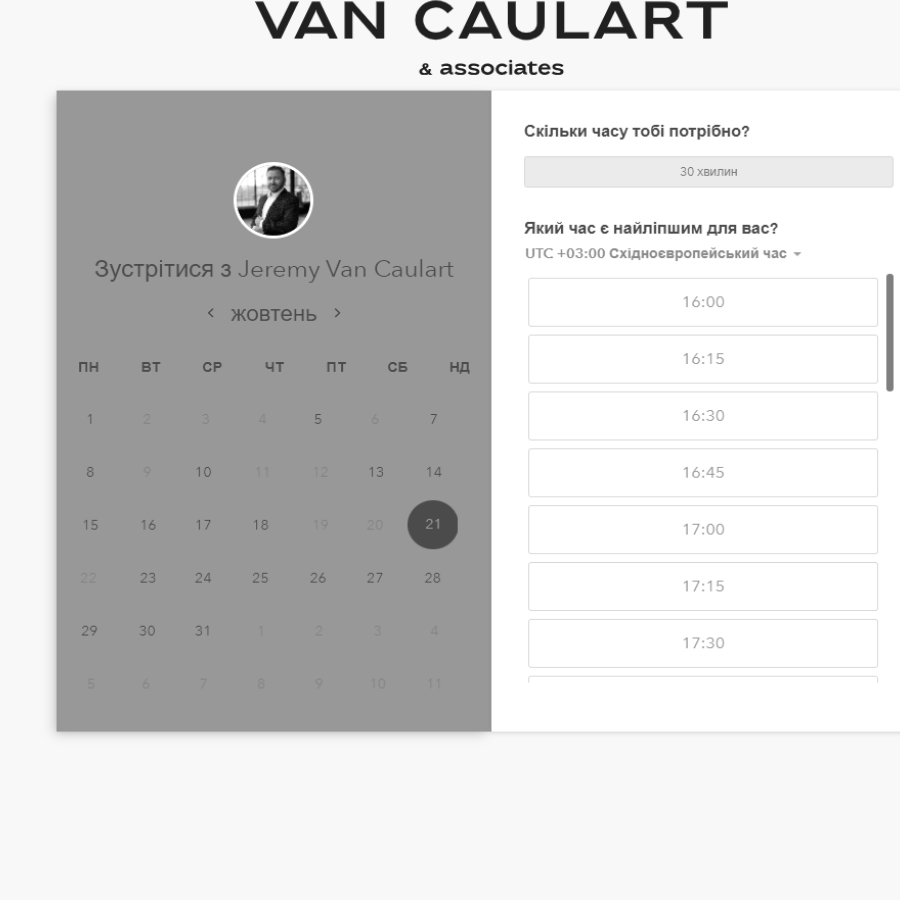 VAN CAULART
& associates
Зустрітися з Jeremy Van Caulart
жовтень
ПН ВТ СР ЧТ ПТ СБ НД
1 2 3 4 5 6 7
8 9 10 11 12 13 14
15 16 17 18 19 20 21
22 23 24 25 26 27 28
29 30 31 1 2 3 4
5 6 7 8 9 10 11
Скільки часу тобі потрібно?
30 хвилин
Який час є найліпшим для вас?
UTC +03:00 Східноєвропейський час
16:00
16:15
16:30
16:45
17:00
17:15
17:30